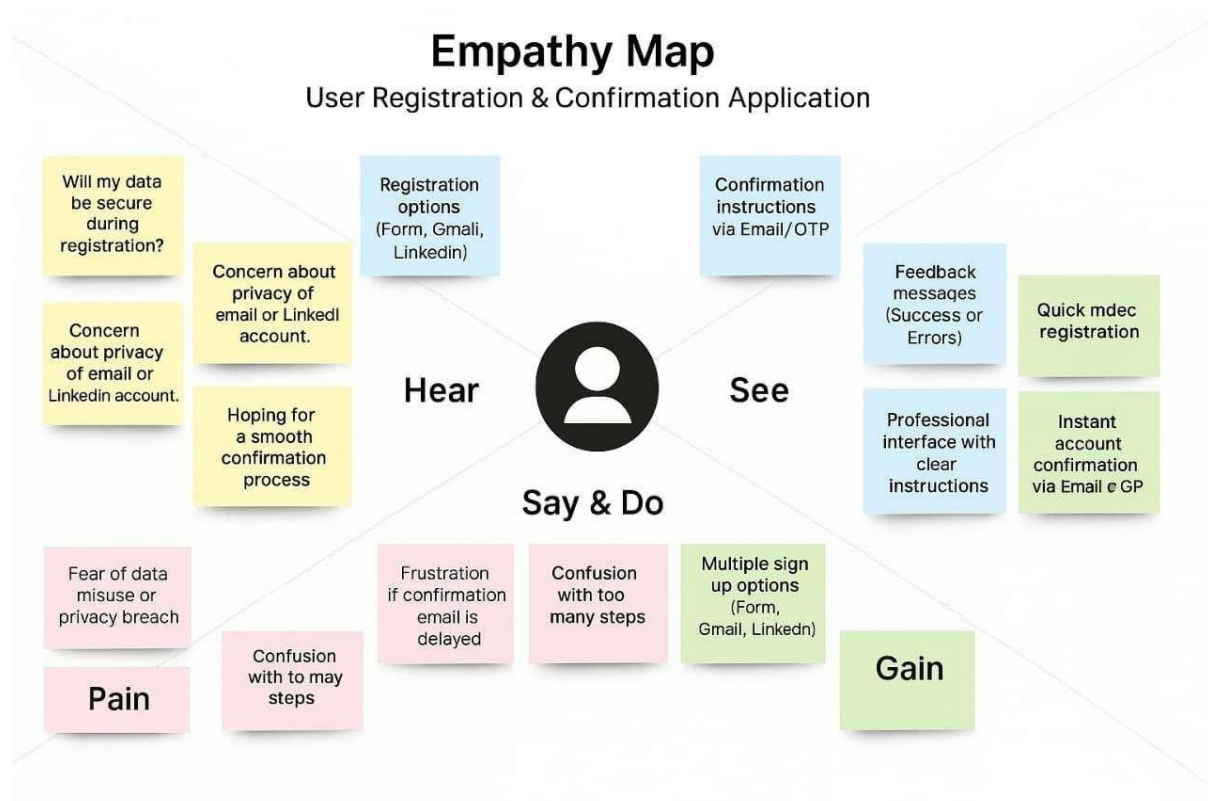 Empathy Map
User Registration & Confirmation Application
Will my data
be secure
during
registration?
Concern about
privacy of
email or Linkedl
account.
Concern
about privacy
of email or
Linkedin account.
Hoping for
a smooth
confirmation
process
Registration
options
(Form, Gmali,
Linkedin)
Hear
Confirmation
instructions
via Email/OTP
See
Feedback
messages
(Success or
Errors)
Quick mdec
registration
Professional
interface with
clear
instructions
Instant
account
confirmation
via Email e GP
Say & Do
Fear of data
misuse or
privacy breach
Pain
Confusion
with to may
steps
Frustration
if confirmation
email is
delayed
Confusion
with too
many steps
Multiple sign
up options
(Form,
Gmail, Linkedn)
Gain